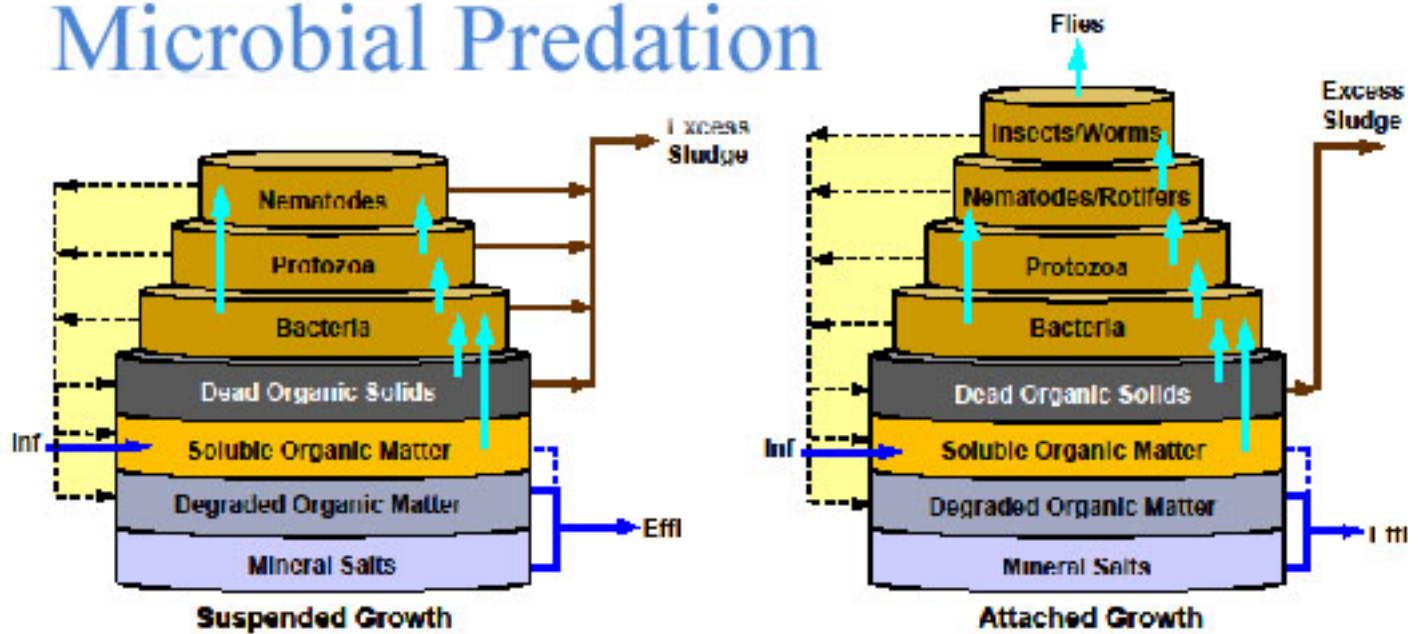 Microbial Predation
Excess
Sludge
Nematodes
Protozoa
Bacteria
Dead Organic Solids
Inf
Soluble Organic Matter
Degraded Organic Matter
Effl
Mineral Salts
Suspended Growth
Flies
Excess
Sludge
Insects/Worms
Nematodes/Rotifers
Protozoa
Bacteria
Dead Organic Solids
Inf
Soluble Organic Matter
Degraded Organic Matter
Effl
Mineral Salts
Attached Growth